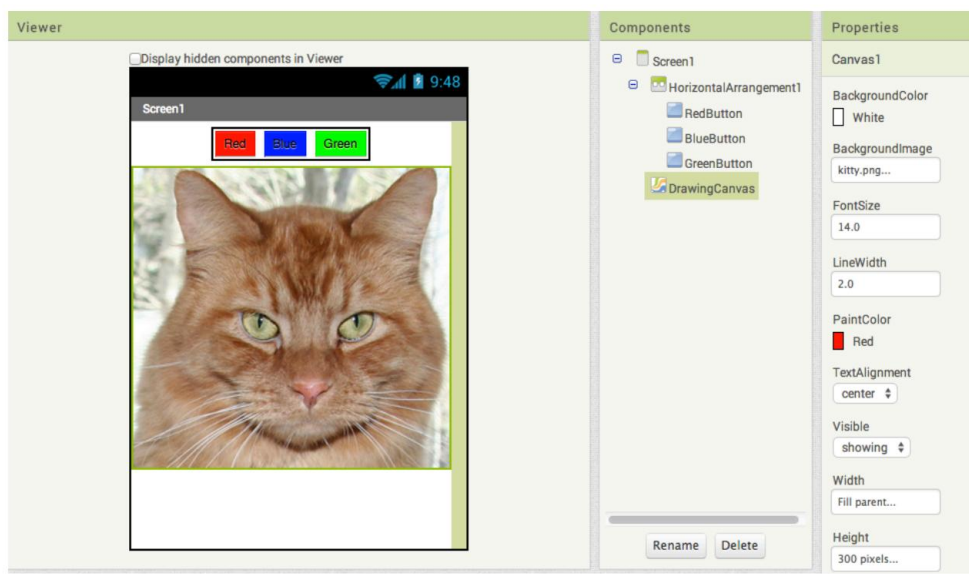 Viewer
Display hidden components in Viewer
9:48
Screen1
Red Blue Green
Components
Screen1
HorizontalArrangement1
RedButton
BlueButton
GreenButton
DrawingCanvas
Rename Delete
Properties
Canvas1
BackgroundColor
White
BackgroundImage
kitty.png...
FontSize
14.0
LineWidth
2.0
PaintColor
Red
TextAlignment
center
Visible
showing
Width
Fill parent...
Height
300 pixels...